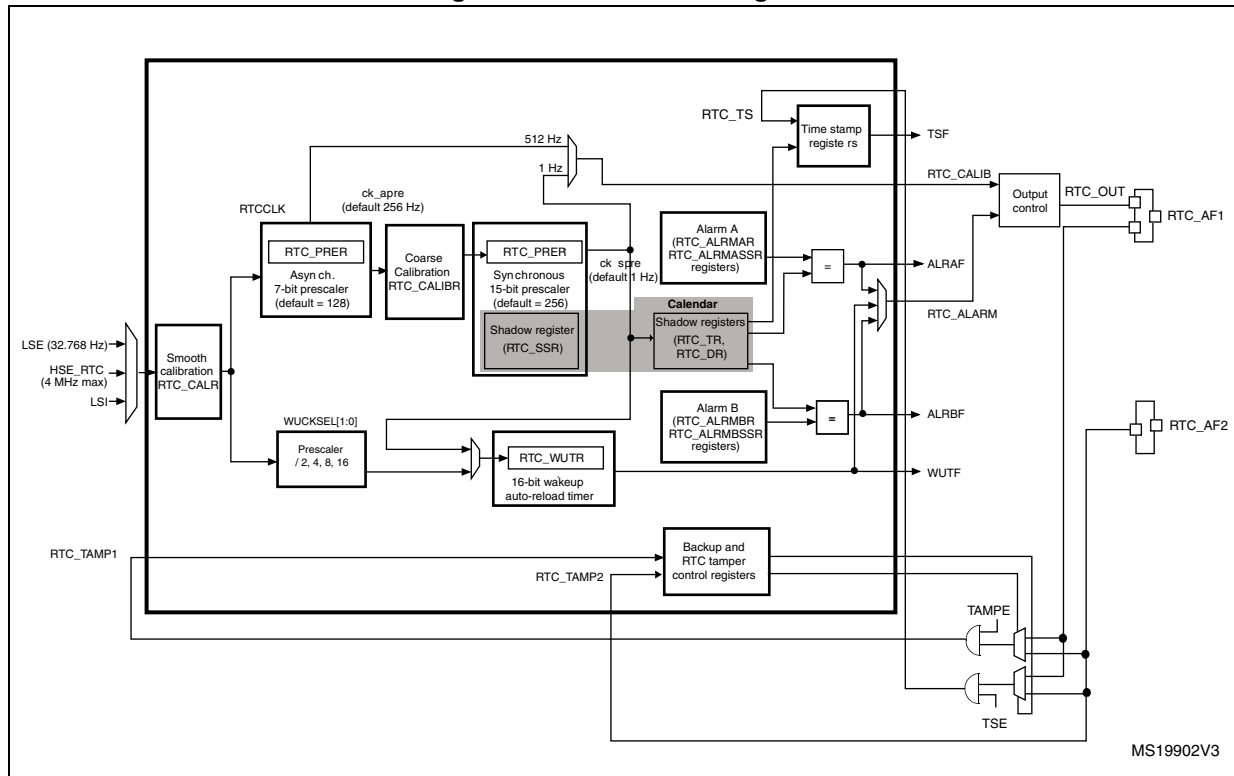 RTC_TS
Time stamp
registe rs
TSF
512 Hz
1 Hz
RTC_CALIB
Output
control
RTC_OUT
RTC_AF1
RTCCLK
ck_apre
(default 256 Hz)
RTC_PRER
Asyn ch.
7-bit prescaler
(default = 128)
Coarse
Calibration
RTC_CALIBR
RTC_PRER
Synchronous
15-bit prescaler
(default = 256)
ck_spre
(default 1 Hz)
Shadow register
(RTC_SSR)
Alarm A
(RTC_ALRMAR
RTC_ALRMASSR
registers)
=
ALRAF
Calendar
Shadow registers
(RTC_TR,
RTC_DR)
RTC_ALARM
LSE (32.768 Hz)
HSE_RTC
(4 MHz max)
LSI
Smooth
calibration
RTC_CALR
WUCKSEL[1:0]
Prescaler
/ 2, 4, 8, 16
RTC_WUTR
16-bit wakeup
auto-reload timer
Alarm B
(RTC_ALRMBR
RTC_ALRMBSSR
registers)
=
ALRBF
RTC_AF2
WUTF
RTC_TAMP1
RTC_TAMP2
Backup and
RTC tamper
control registers
TAMPE
TSE
MS19902V3